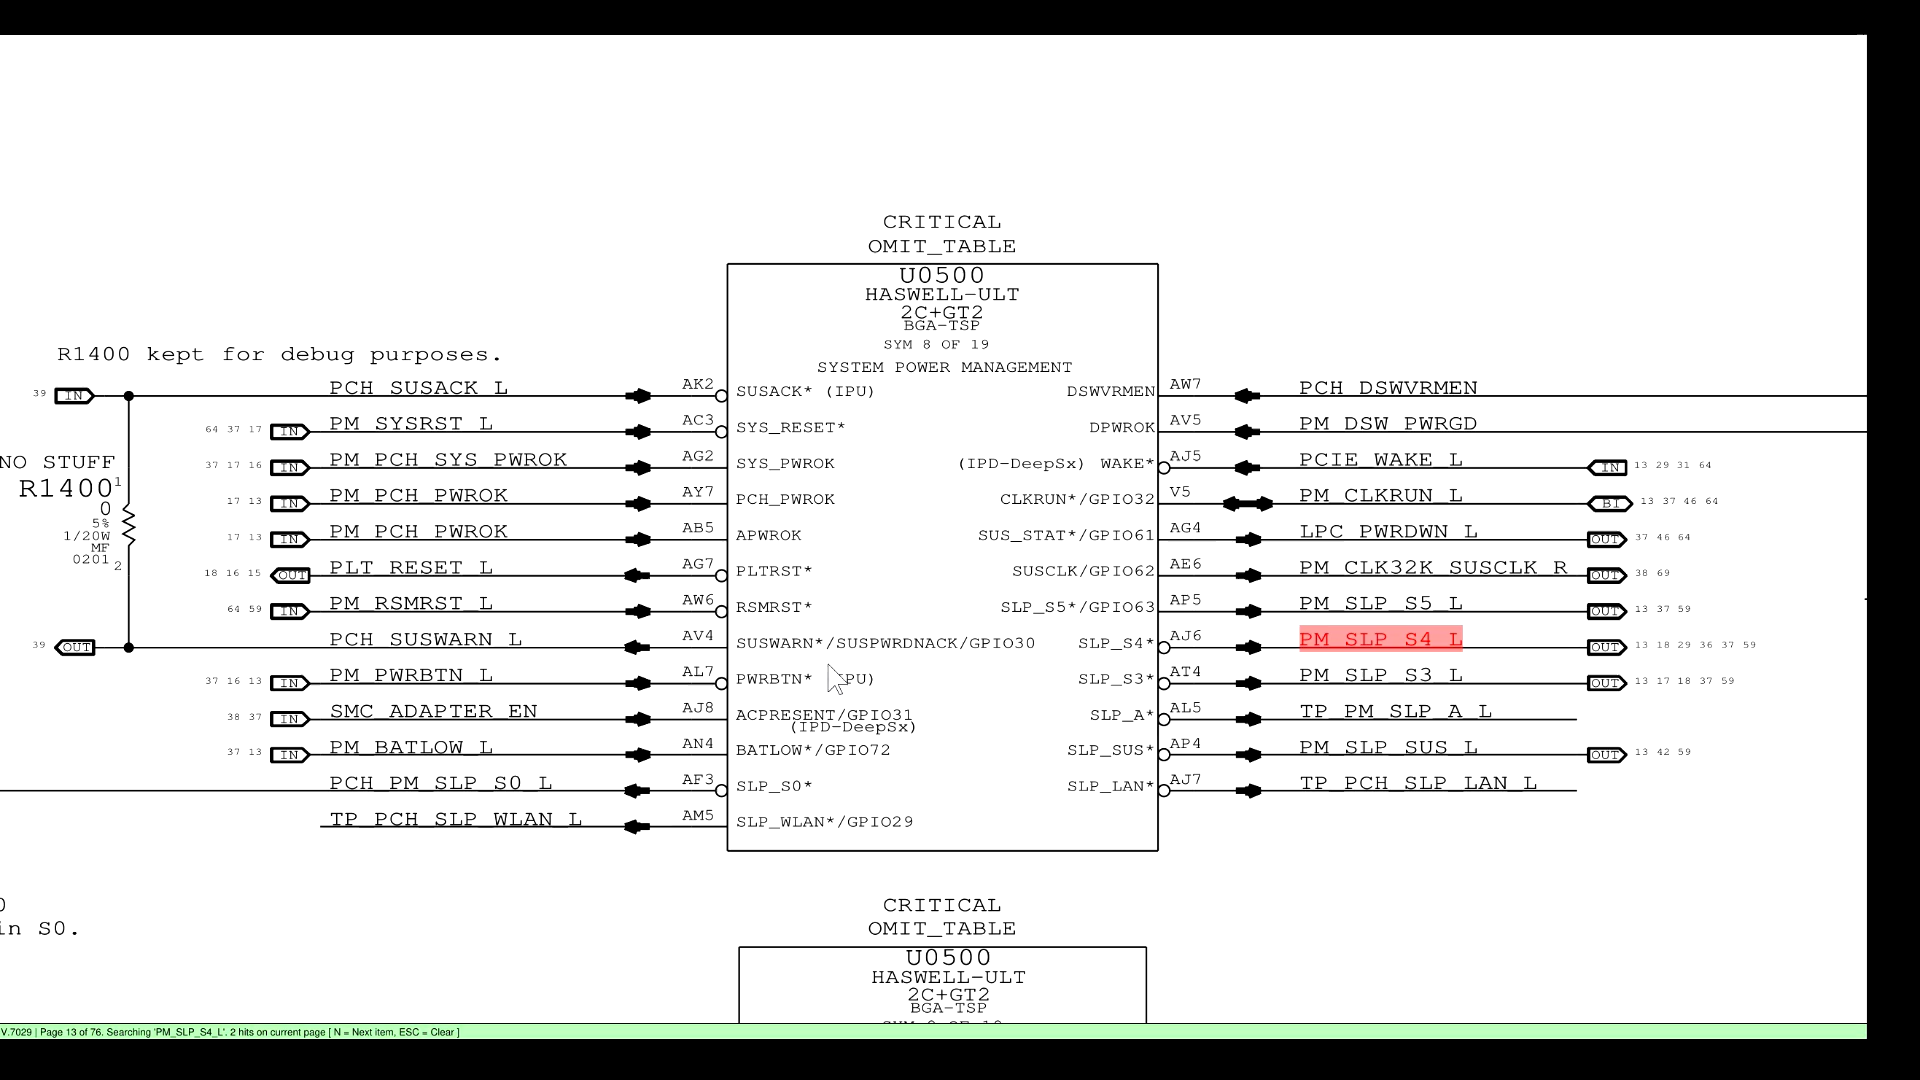 CRITICAL
OMIT_TABLE
U0500
HASWELL-ULT
2C+GT2
BGA-TSP
SYM 8 OF 19
SYSTEM POWER MANAGEMENT
R1400 kept for debug purposes.
39 IN PCH_SUSACK_L AK2 SUSACK* (IPU) DSWVRMEN AW7 PCH_DSWVRMEN
64 37 17 IN PM_SYSRST_L AC3 SYS_RESET* DPWROK AV5 PM_DSW_PWRGD
37 17 16 IN PM_PCH_SYS_PWROK AG2 SYS_PWROK (IPD-DeepSx) WAKE* AJ5 PCIE_WAKE_L IN 13 29 31 64
NO STUFF
R1400 1
0
5%
1/20W
MF
0201 2
17 13 IN PM_PCH_PWROK AY7 PCH_PWROK CLKRUN*/GPIO32 V5 PM_CLKRUN_L BI 13 37 46 64
17 13 IN PM_PCH_PWROK AB5 APWROK SUS_STAT*/GPIO61 AG4 LPC_PWRDWN_L OUT 37 46 64
18 16 15 OUT PLT_RESET_L AG7 PLTRST* SUSCLK/GPIO62 AE6 PM_CLK32K_SUSCLK_R OUT 38 69
64 59 IN PM_RSMRST_L AW6 RSMRST* SLP_S5*/GPIO63 AP5 PM_SLP_S5_L OUT 13 37 59
39 OUT PCH_SUSWARN_L AV4 SUSWARN*/SUSPWRDNACK/GPIO30 SLP_S4* AJ6 PM_SLP_S4_L OUT 13 18 29 36 37 59
37 16 13 IN PM_PWRBTN_L AL7 PWRBTN* PU) SLP_S3* AT4 PM_SLP_S3_L OUT 13 17 18 37 59
38 37 IN SMC_ADAPTER_EN AJ8 ACPRESENT/GPIO31 SLP_A* AL5 TP_PM_SLP_A_L
(IPD-DeepSx)
37 13 IN PM_BATLOW_L AN4 BATLOW*/GPIO72 SLP_SUS* AP4 PM_SLP_SUS_L OUT 13 42 59
PCH_PM_SLP_S0_L AF3 SLP_S0* SLP_LAN* AJ7 TP_PCH_SLP_LAN_L
TP_PCH_SLP_WLAN_L AM5 SLP_WLAN*/GPIO29
in S0.
CRITICAL
OMIT_TABLE
U0500
HASWELL-ULT
2C+GT2
BGA-TSP
V.7029 | Page 13 of 76. Searching 'PM_SLP_S4_L'. 2 hits on current page [ N = Next item, ESC = Clear ]